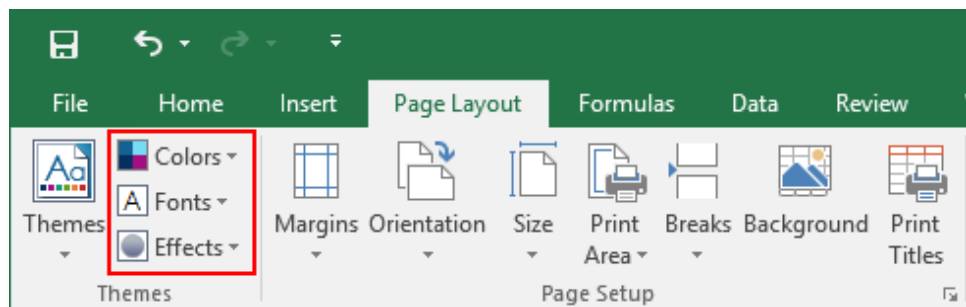 File Home Insert Page Layout Formulas Data Review
Colors
Fonts
Effects
Themes
Margins
Orientation
Size
Print
Area
Breaks
Background
Print
Titles
Themes
Page Setup